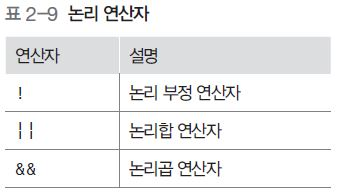 표 2-9 논리 연산자
연산자 설명
! 논리 부정 연산자
|| 논리합 연산자
&& 논리곱 연산자